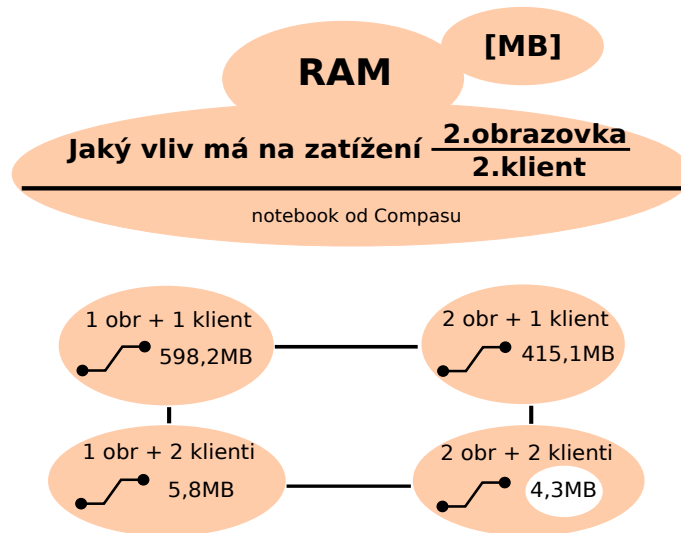 RAM
[MB]
Jaký vliv má na zatížení 2.obrazovka
2.klient
notebook od Compasu
1 obr + 1 klient
598,2MB
2 obr + 1 klient
415,1MB
1 obr + 2 klienti
5,8MB
2 obr + 2 klienti
4,3MB